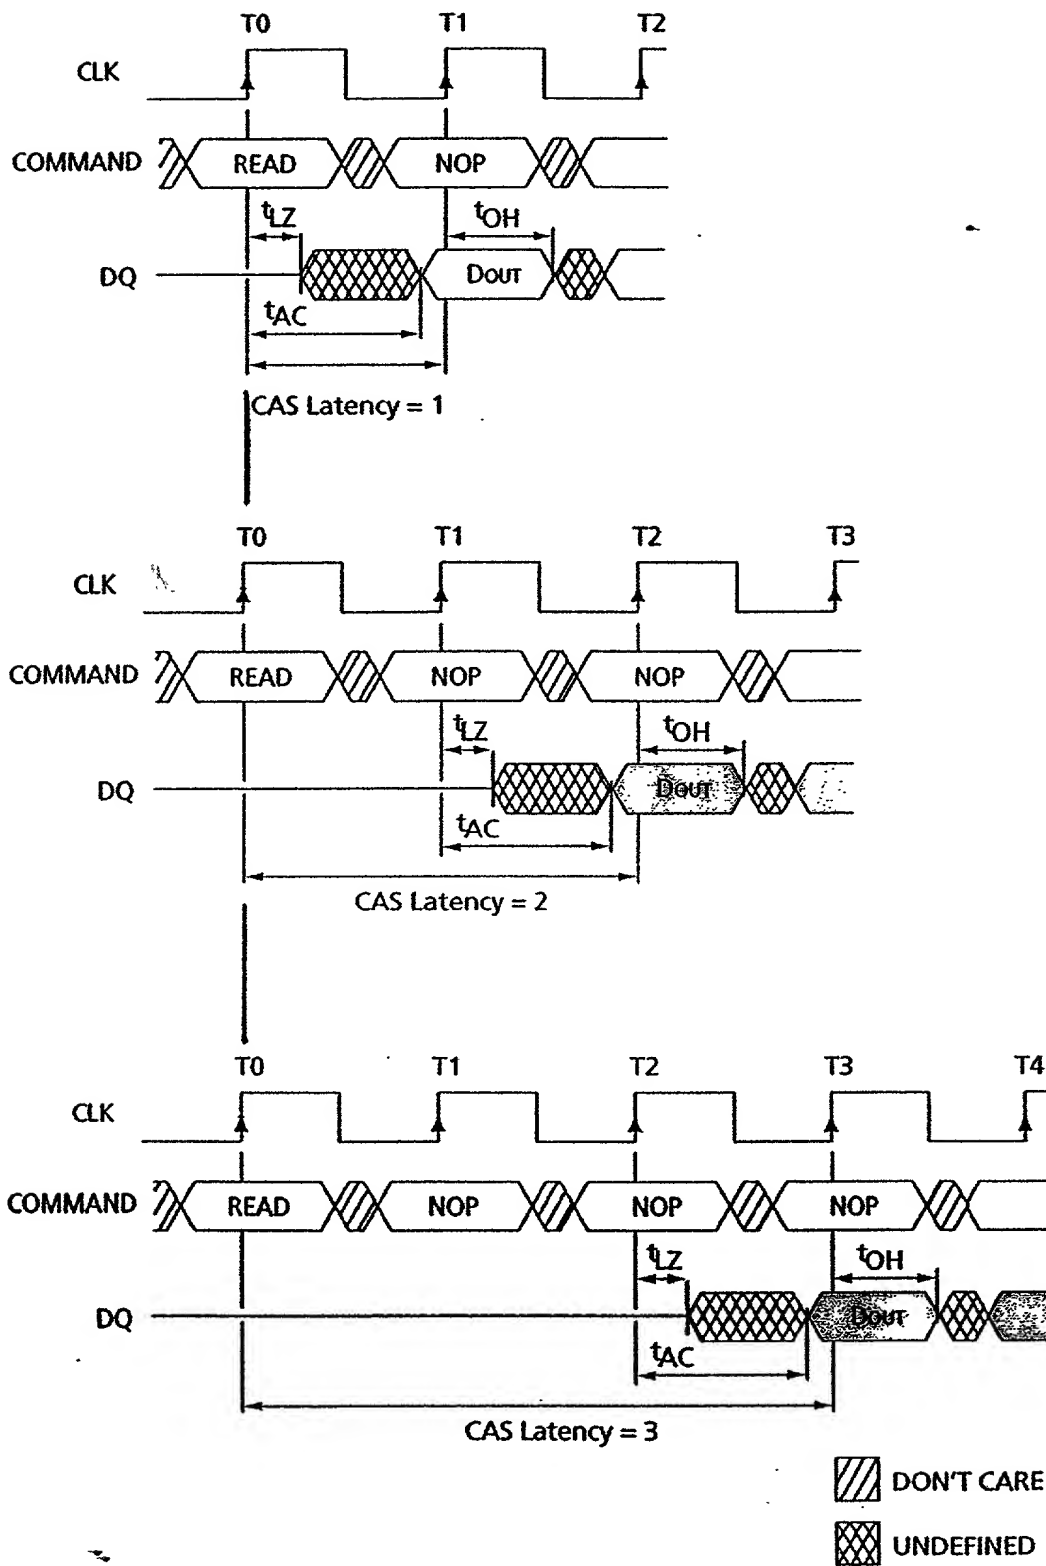 T0 T1 T2
CLK
COMMAND READ NOP
tLZ tOH
DQ DOUT
tAC
CAS Latency = 1
T0 T1 T2 T3
CLK
COMMAND READ NOP NOP
tLZ tOH
DQ DOUT
tAC
CAS Latency = 2
T0 T1 T2 T3 T4
CLK
COMMAND READ NOP NOP NOP
tLZ tOH
DQ DOUT
tAC
CAS Latency = 3
DON'T CARE
UNDEFINED